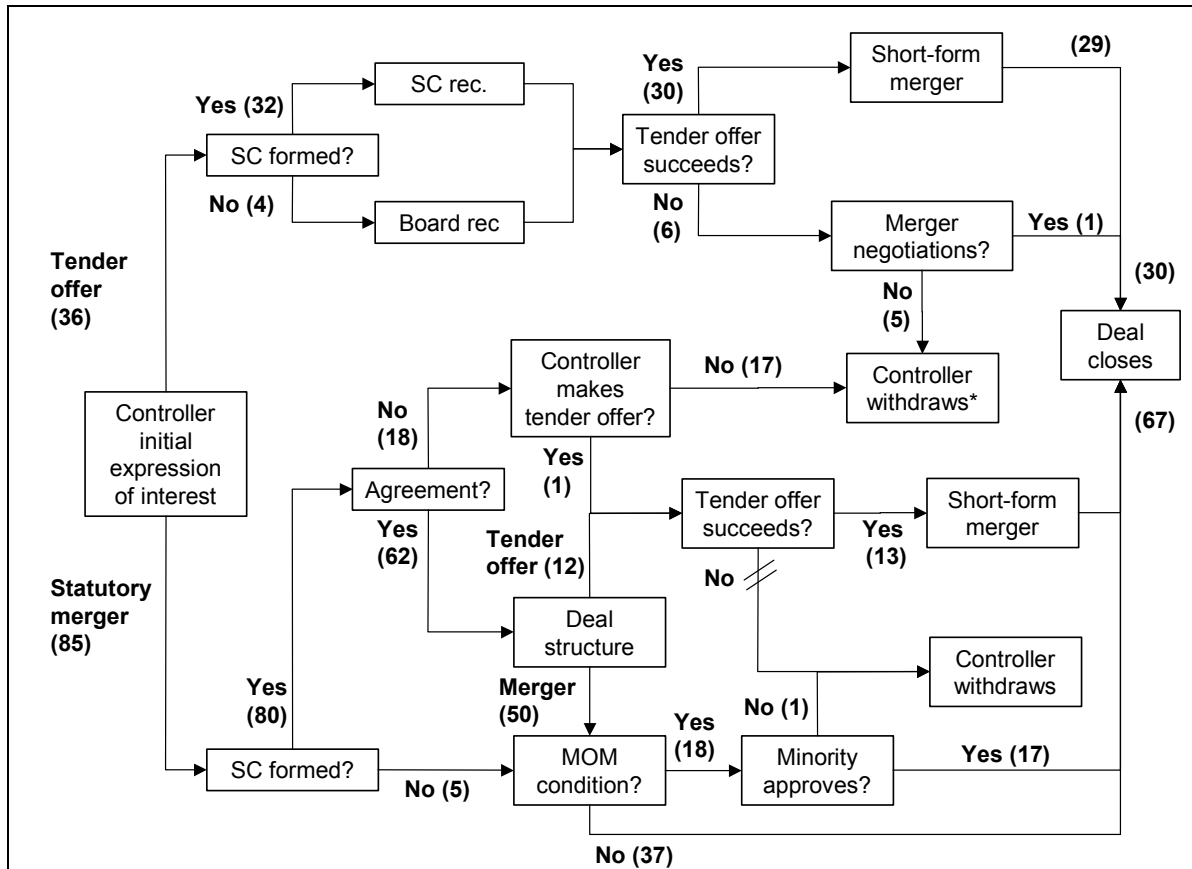 (29)
Short-form
merger
Yes
(30)
SC rec.
Yes (32)
Tender offer
succeeds?
SC formed?
No (4)
No
(6)
Board rec
Merger
negotiations?
Yes (1)
Tender
offer
(36)
(30)
No
(5)
Deal
closes
Controller
makes
tender offer?
No (17)
Controller
withdraws*
(67)
Controller
initial
expression
of interest
No
(18)
Yes
(1)
Agreement?
Tender offer
succeeds?
Short-form
merger
Yes
(62)
Tender
offer (12)
Yes
(13)
No
Statutory
merger
(85)
Deal
structure
Controller
withdraws
Yes
(80)
Merger
(50)
No (1)
Yes
(18)
SC formed?
No (5)
MOM
condition?
Minority
approves?
Yes (17)
No (37)